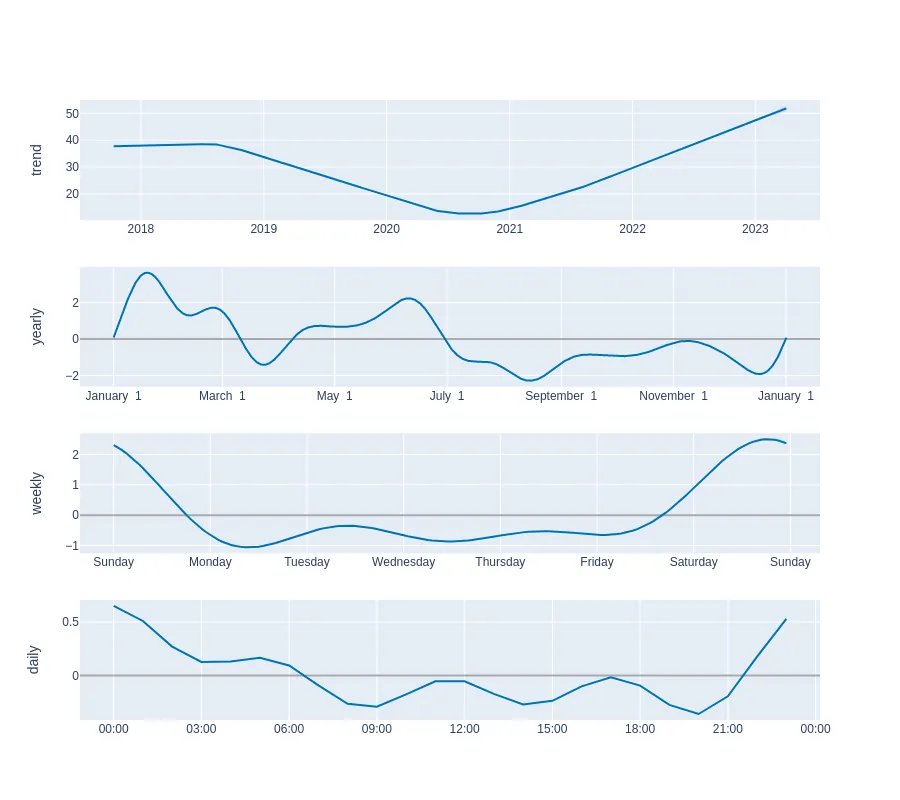 trend
50
40
30
20
2018 2019 2020 2021 2022 2023
yearly
2
0
−2
January 1 March 1 May 1 July 1 September 1 November 1 January 1
weekly
2
1
0
−1
Sunday Monday Tuesday Wednesday Thursday Friday Saturday Sunday
daily
0.5
0
00:00 03:00 06:00 09:00 12:00 15:00 18:00 21:00 00:00